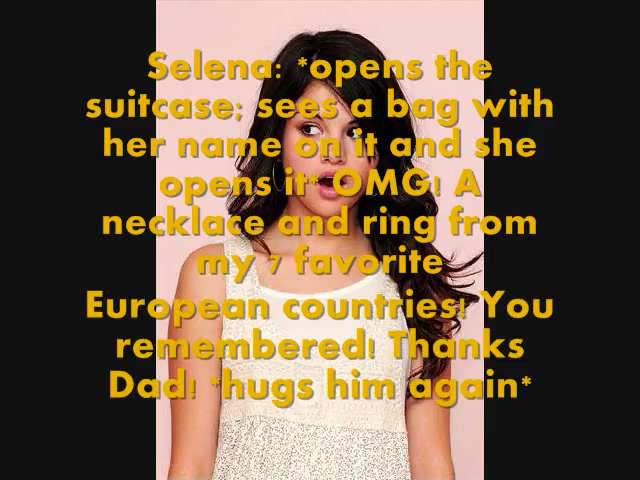 Selena: *opens the
suitcase; sees a bag with
her name on it and she
opens it* OMG! A
necklace and ring from
my 7 favorite
European countries! You
remembered! Thanks
Dad! *hugs him again*